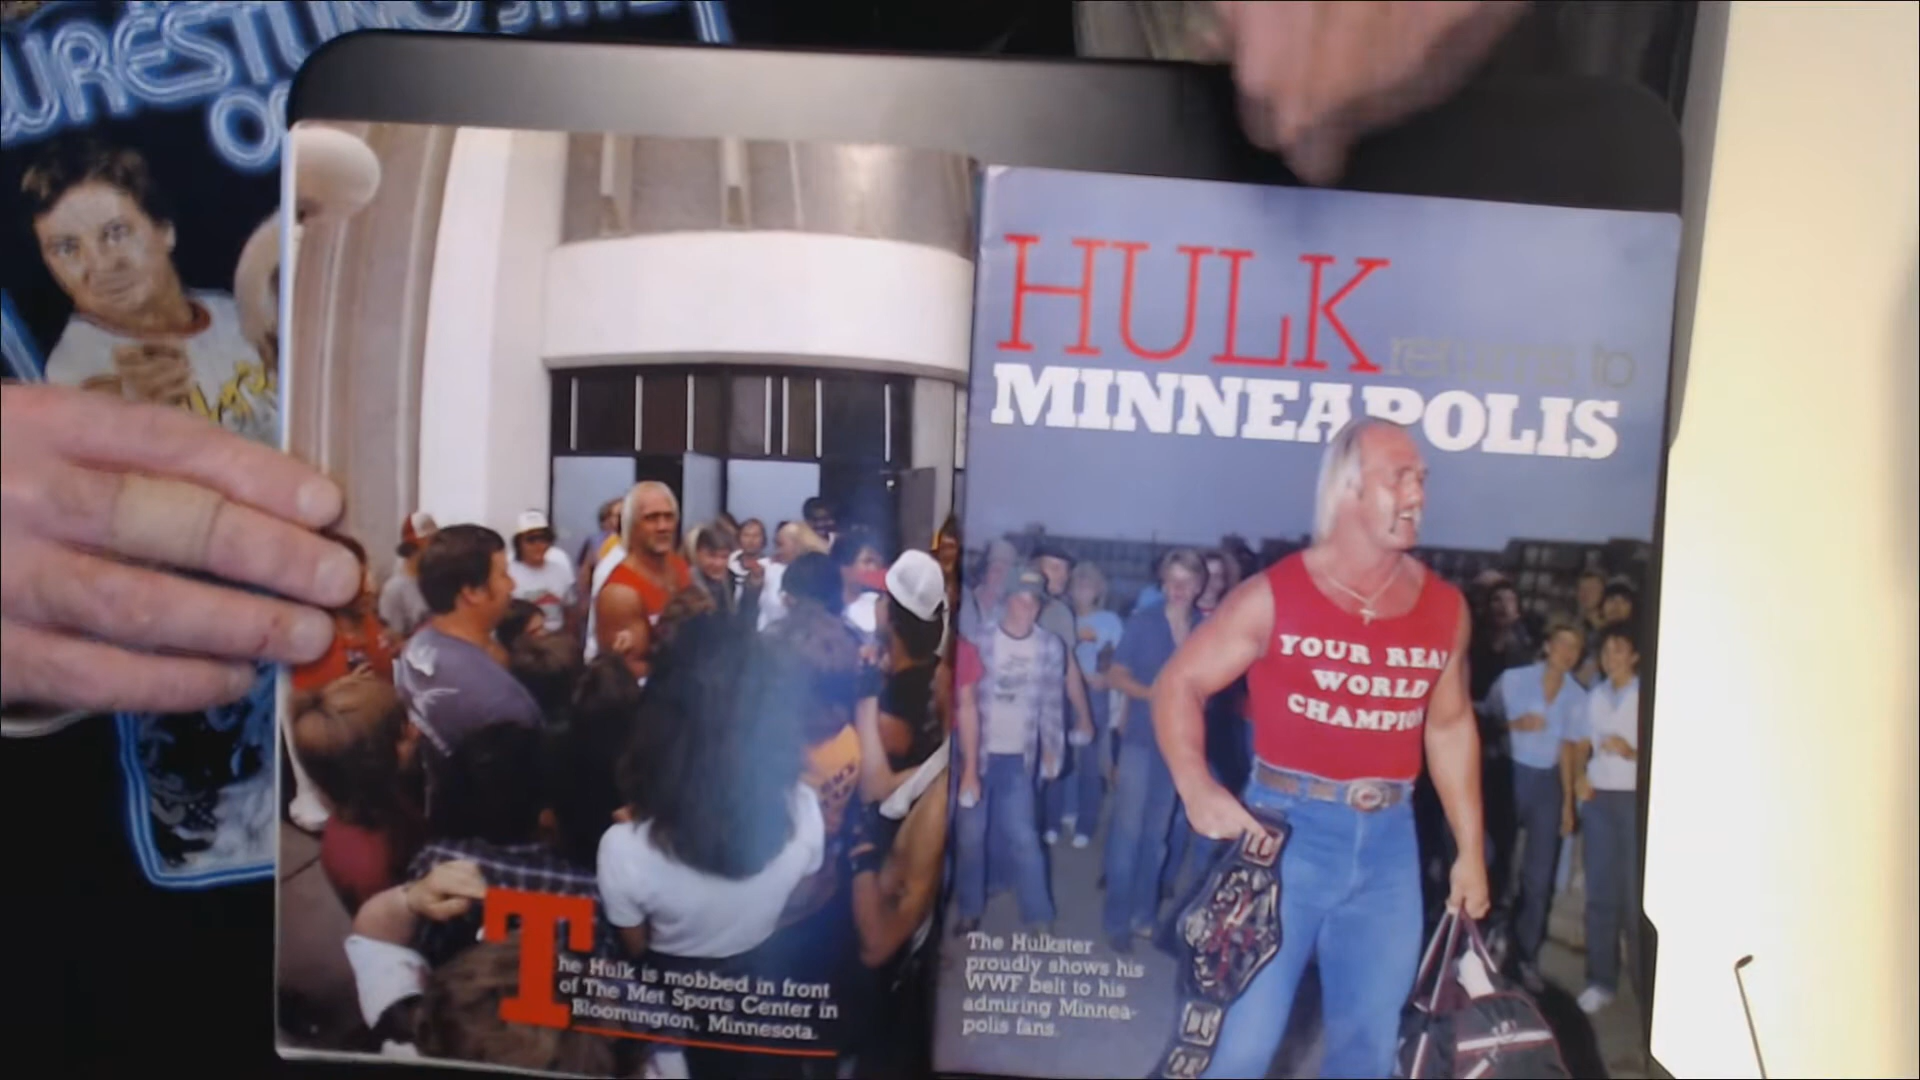 HULK returns to
MINNEAPOLIS
YOUR REAL
WORLD
CHAMPION
The Hulk is mobbed in front
of The Met Sports Center in
Bloomington, Minnesota.
The Hulkster
proudly shows his
WWF belt to his
admiring Minnea-
polis fans.